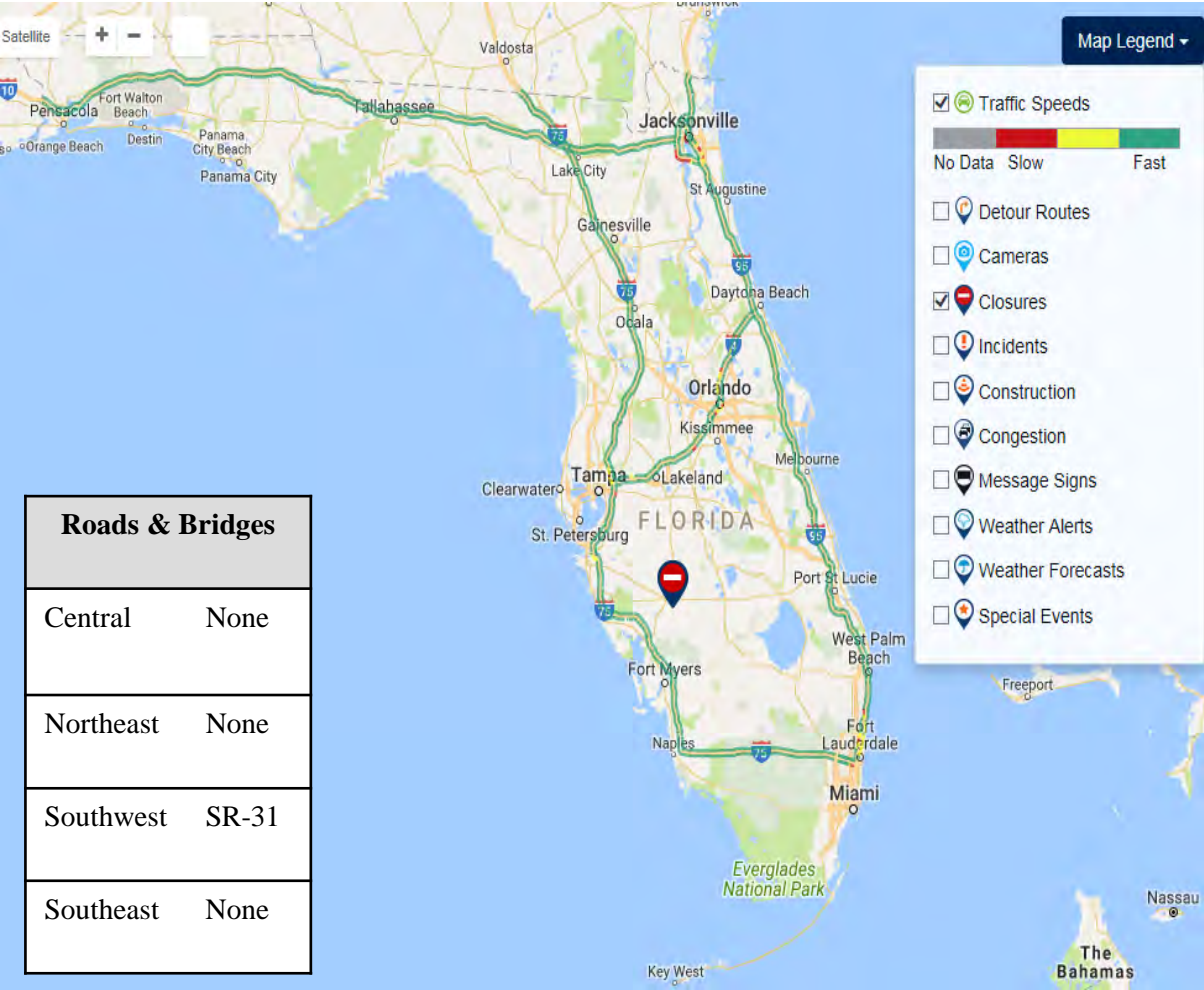 Brunswick
Satellite
+ −
Map Legend
Valdosta
10
Pensacola
Fort Walton
Beach
Tallahassee
Jacksonville
Orange Beach
Destin
Panama
City Beach
75
Lake City
Panama City
St Augustine
Gainesville
95
75
Daytona Beach
Ocala
4
Orlando
Kissimmee
Melbourne
Tampa
Lakeland
Clearwater
FLORIDA
St. Petersburg
95
Port St Lucie
75
West Palm
Beach
Fort Myers
Freeport
Fort
Lauderdale
Naples
75
Miami
Everglades
National Park
Nassau
The
Bahamas
Key West
Traffic Speeds
No Data Slow Fast
Detour Routes
Cameras
Closures
Incidents
Construction
Congestion
Message Signs
Weather Alerts
Weather Forecasts
Special Events
Roads & Bridges
Central None
Northeast None
Southwest SR-31
Southeast None